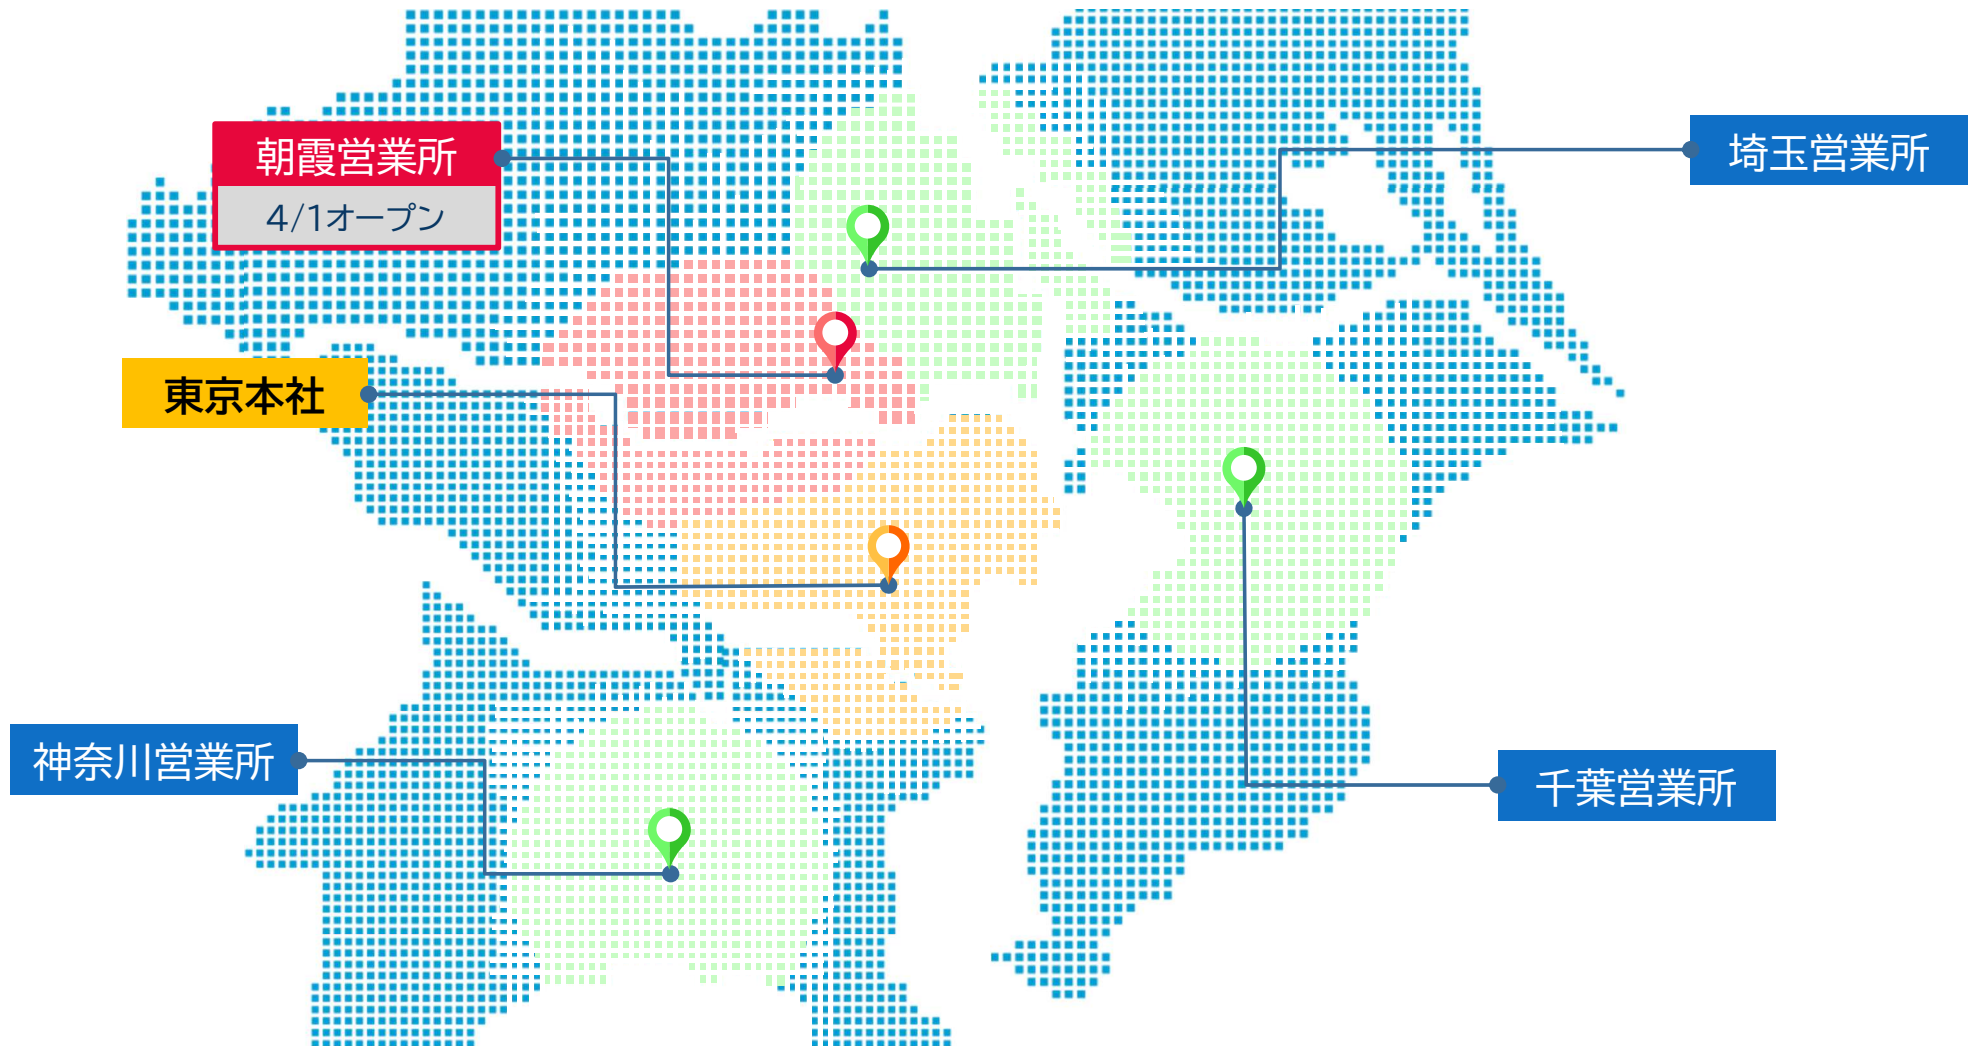 朝霞営業所
4/1オープン
埼玉営業所
東京本社
神奈川営業所
千葉営業所